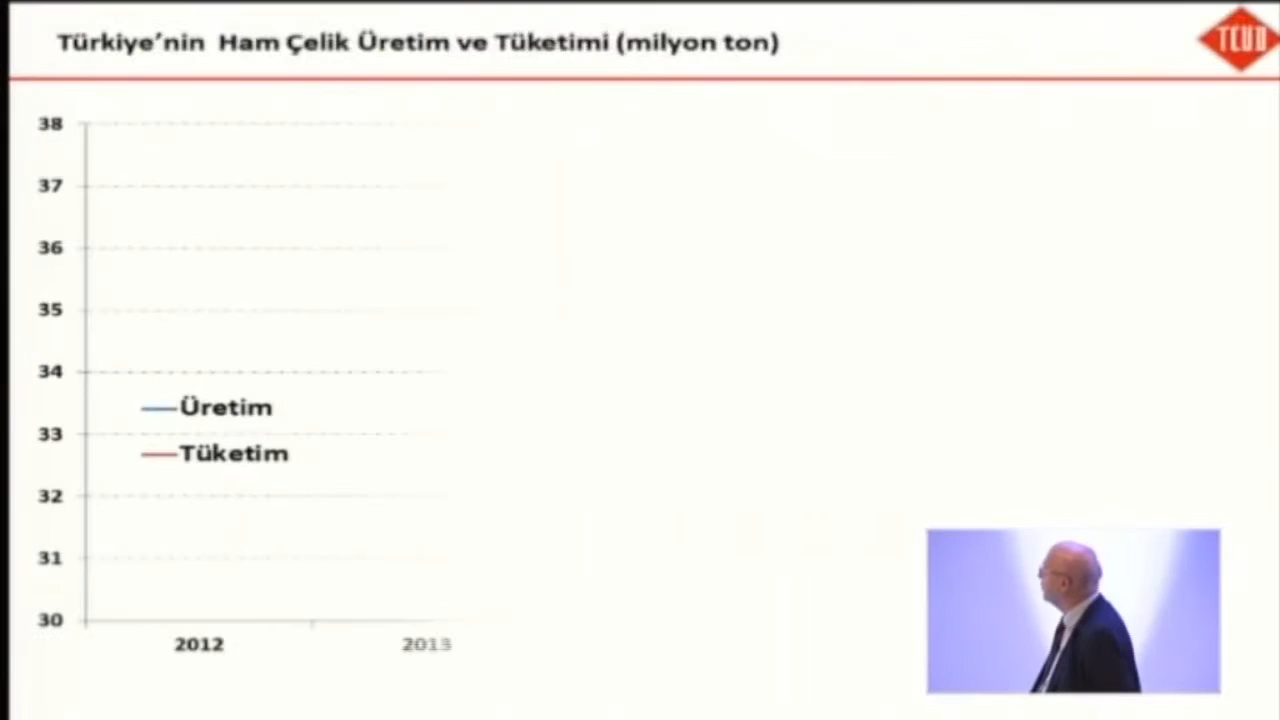 Türkiye'nin Ham Çelik Üretim ve Tüketimi (milyon ton)
TÇÜD
38
37
36
35
34
Üretim
33
Tüketim
32
31
30
2012 2013